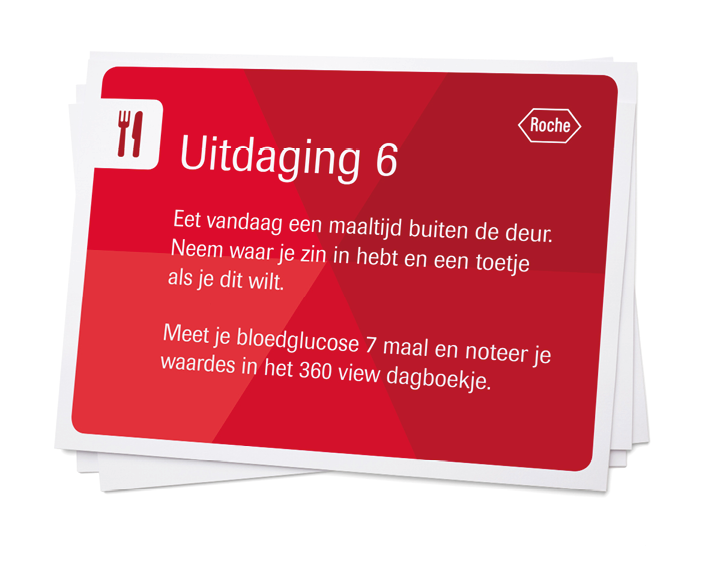 Roche
Uitdaging 6
Eet vandaag een maaltijd buiten de deur.
Neem waar je zin in hebt en een toetje
als je dit wilt.
Meet je bloedglucose 7 maal en noteer je
waardes in het 360 view dagboekje.